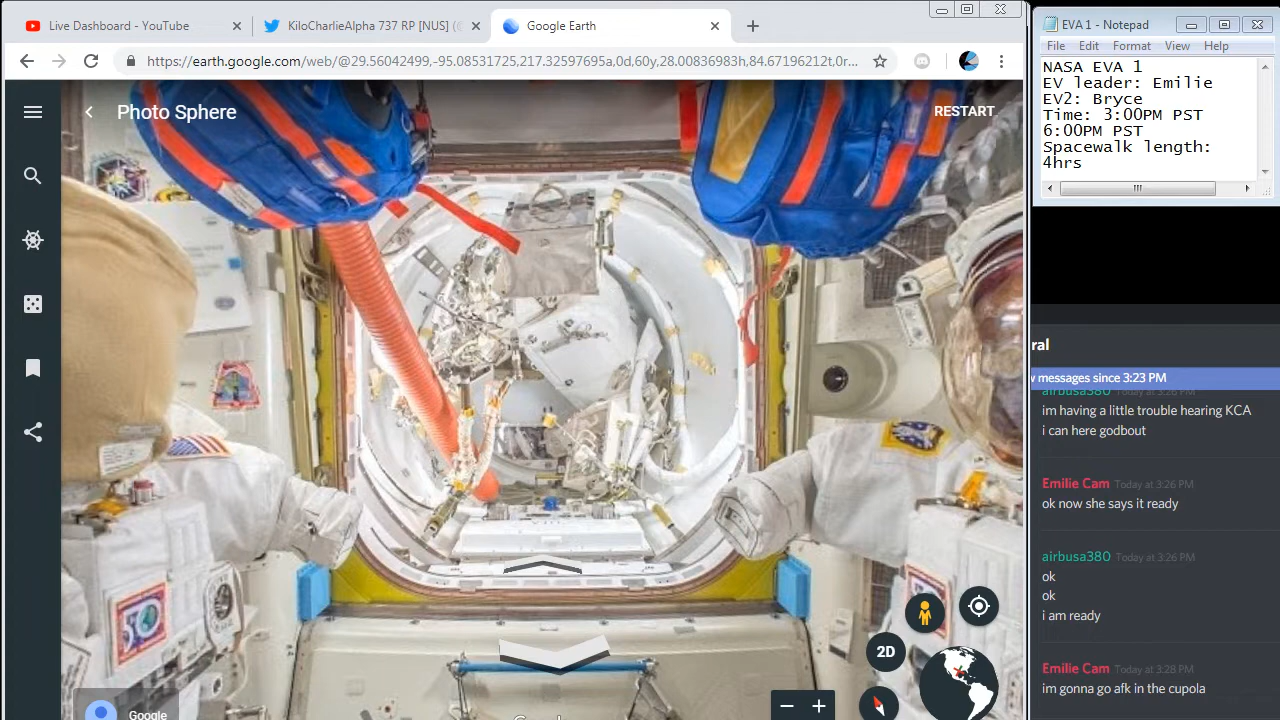 Live Dashboard - YouTube
KiloCharlieAlpha 737 RP [NUS] (
Google Earth
https://earth.google.com/web/@29.56042499,-95.08531725,217.32597695a,0d,60y,28.00836983h,84.67196212t,0r...
Photo Sphere
RESTART
2D
Google
EVA 1 - Notepad
File Edit Format View Help
NASA EVA 1
EV leader: Emilie
EV2: Bryce
Time: 3:00PM PST
6:00PM PST
Spacewalk length:
4hrs
ral
w messages since 3:23 PM
airbusa380 Today at 3:26 PM
im having a little trouble hearing KCA
i can here godbout
Emilie Cam Today at 3:26 PM
ok now she says it ready
airbusa380 Today at 3:26 PM
ok
ok
i am ready
Emilie Cam Today at 3:28 PM
im gonna go afk in the cupola